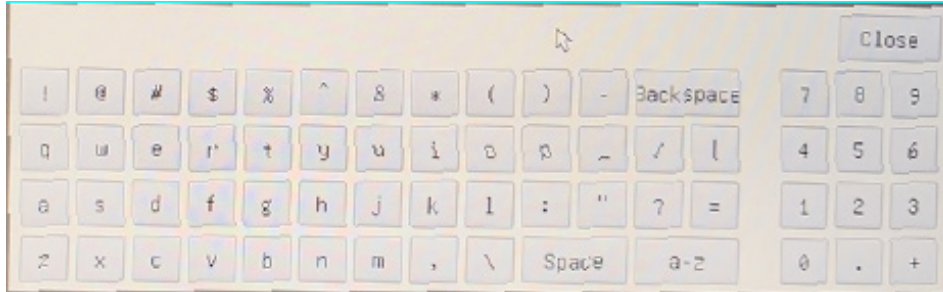 Close
! @ # $ % ^ & * ( ) - Backspace 7 8 9
q w e r t y u i o p _ / l 4 5 6
a s d f g h j k l : " ? = 1 2 3
z x c v b n m , \ Space a-z 0 . +